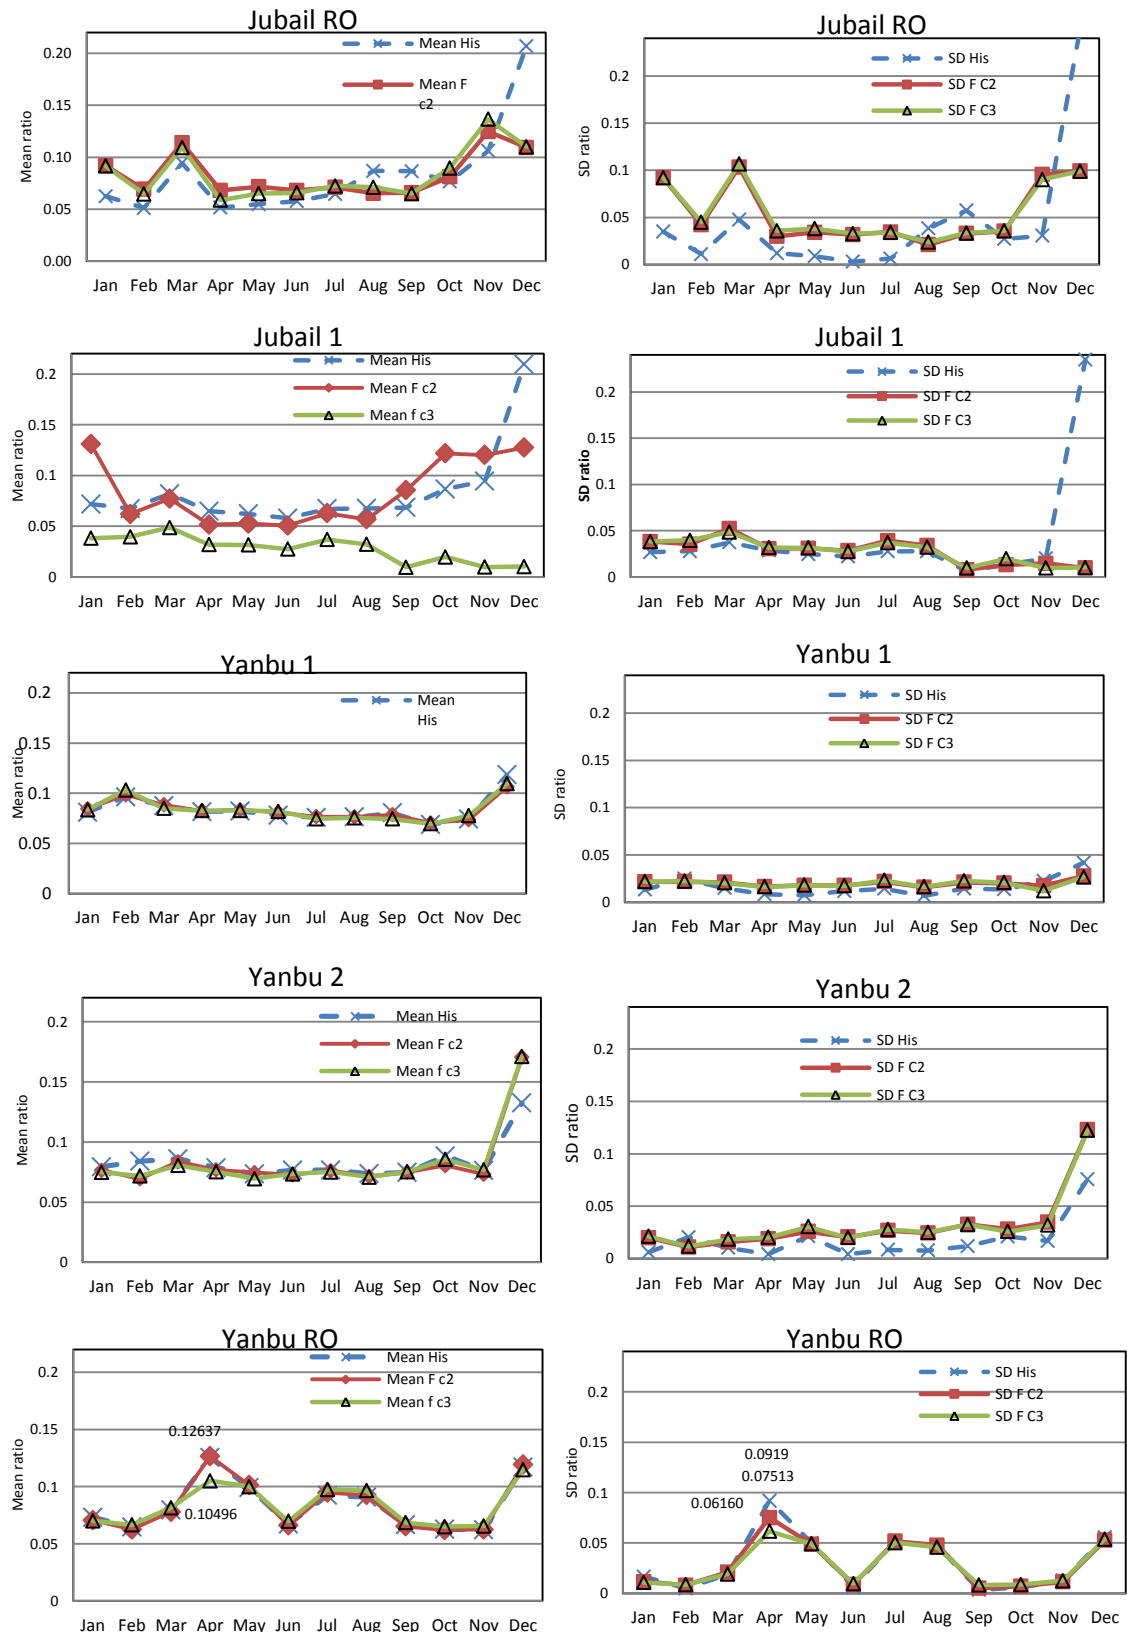 Jubail RO
Mean ratio
0.20
0.15
0.10
0.05
0.00
Mean His
Mean F
c2
Jan Feb Mar Apr May Jun Jul Aug Sep Oct Nov Dec
Jubail RO
SD ratio
0.2
0.15
0.1
0.05
0
SD His
SD F C2
SD F C3
Jan Feb Mar Apr May Jun Jul Aug Sep Oct Nov Dec
Jubail 1
Mean ratio
0.2
0.15
0.1
0.05
0
Mean His
Mean F c2
Mean f c3
Jan Feb Mar Apr May Jun Jul Aug Sep Oct Nov Dec
Jubail 1
SD ratio
0.2
0.15
0.1
0.05
0
SD His
SD F C2
SD F C3
Jan Feb Mar Apr May Jun Jul Aug Sep Oct Nov Dec
Yanbu 1
Mean ratio
0.2
0.15
0.1
0.05
0
Mean
His
Jan Feb Mar Apr May Jun Jul Aug Sep Oct Nov Dec
Yanbu 1
SD ratio
0.2
0.15
0.1
0.05
0
SD His
SD F C2
SD F C3
Jan Feb Mar Apr May Jun Jul Aug Sep Oct Nov Dec
Yanbu 2
Mean ratio
0.2
0.15
0.1
0.05
0
Mean His
Mean F c2
Mean f c3
Jan Feb Mar Apr May Jun Jul Aug Sep Oct Nov Dec
Yanbu 2
SD ratio
0.2
0.15
0.1
0.05
0
SD His
SD F C2
SD F C3
Jan Feb Mar Apr May Jun Jul Aug Sep Oct Nov Dec
Yanbu RO
Mean ratio
0.2
0.15
0.1
0.05
0
Mean His
Mean F c2
Mean f c3
0.12637
0.10496
Jan Feb Mar Apr May Jun Jul Aug Sep Oct Nov Dec
Yanbu RO
SD ratio
0.2
0.15
0.1
0.05
0
SD His
SD F C2
SD F C3
0.0919
0.07513
0.06160
Jan Feb Mar Apr May Jun Jul Aug Sep Oct Nov Dec